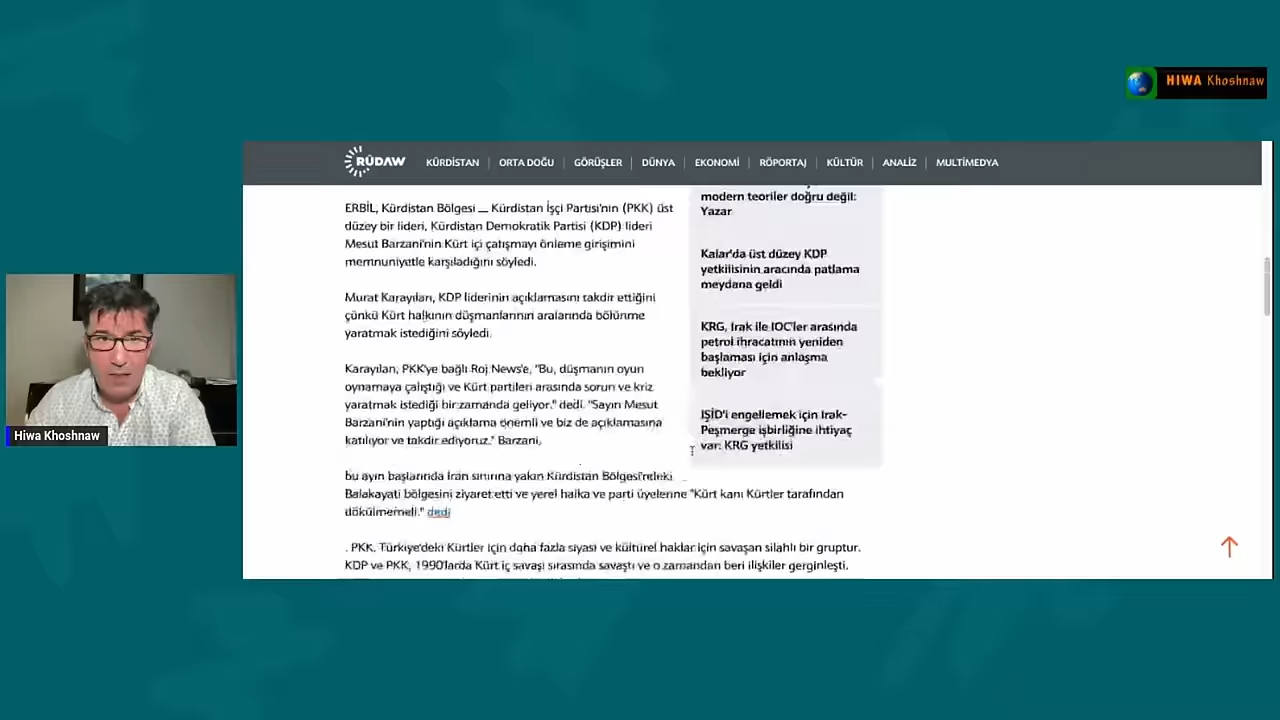 HIWA Khoshnaw
RÛDAW
KÜRDİSTAN | ORTA DOĞU | GÖRÜŞLER | DÜNYA | EKONOMİ | RÖPORTAJ | KÜLTÜR | ANALİZ | MULTİMEDYA
ERBİL, Kürdistan Bölgesi __ Kürdistan İşçi Partisi'nin (PKK) üst
düzey bir lideri, Kürdistan Demokratik Partisi (KDP) lideri
Mesut Barzani'nin Kürt içi çatışmayı önleme girişimini
memnuniyetle karşıladığını söyledi.
Murat Karayılan, KDP liderinin açıklamasını takdir ettiğini
çünkü Kürt halkının düşmanlarının aralarında bölünme
yaratmak istediğini söyledi.
Karayılan, PKK'ye bağlı Roj News'e, "Bu, düşmanın oyun
oynamaya çalıştığı ve Kürt partileri arasında sorun ve kriz
yaratmak istediği bir zamanda geliyor." dedi. "Sayın Mesut
Barzani'nin yaptığı açıklama önemli ve biz de açıklamasına
katılıyor ve takdir ediyoruz." Barzani,
bu ayın başlarında İran sınırına yakın Kürdistan Bölgesi'ndeki
Balakayati bölgesini ziyaret etti ve yerel halka ve parti üyelerine "Kürt kanı Kürtler tarafından
dökülmemeli." dedi
. PKK, Türkiye'deki Kürtler için daha fazla siyasi ve kültürel haklar için savaşan silahlı bir gruptur.
KDP ve PKK, 1990'larda Kürt iç savaşı sırasında savaştı ve o zamandan beri ilişkiler gerginleşti.
modern teoriler doğru değil:
Yazar
Kalar'da üst düzey KDP
yetkilisinin aracında patlama
meydana geldi
KRG, Irak ile IOC'ler arasında
petrol ihracatının yeniden
başlaması için anlaşma
bekliyor
IŞİD'i engellemek için Irak-
Peşmerge işbirliğine ihtiyaç
var: KRG yetkilisi
Hiwa Khoshnaw